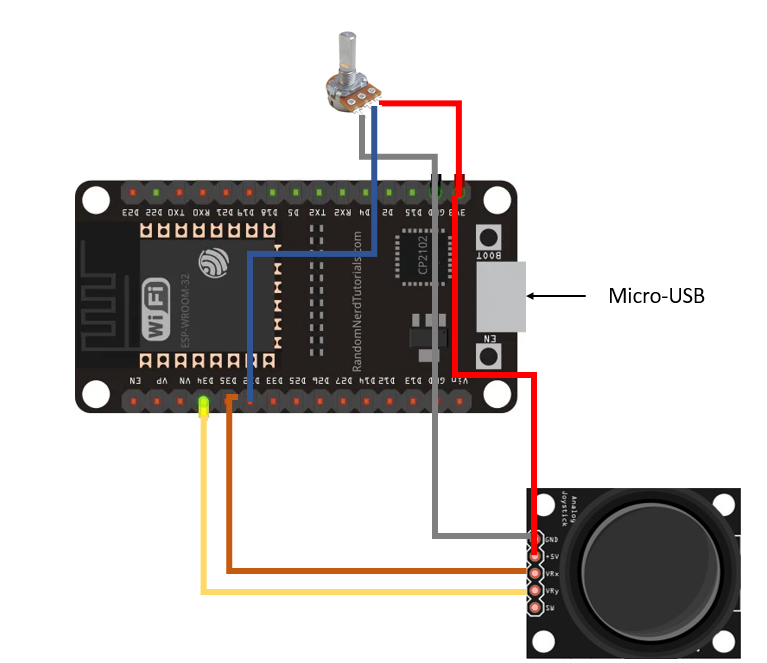 D23
D22
TX0
RX0
D21
D19
D18
D5
TX2
RX2
D4
D2
D15
GND
3V3
BOOT
Micro-USB
CP2102
RandomNerdTutorials.com
WiFi
ESP-WROOM-32
EN
EN
VP
VN
D34
D35
D32
D33
D25
D26
D27
D14
D12
D13
GND
Vin
Analog
Joystick
GND
+5V
VRx
VRy
SW